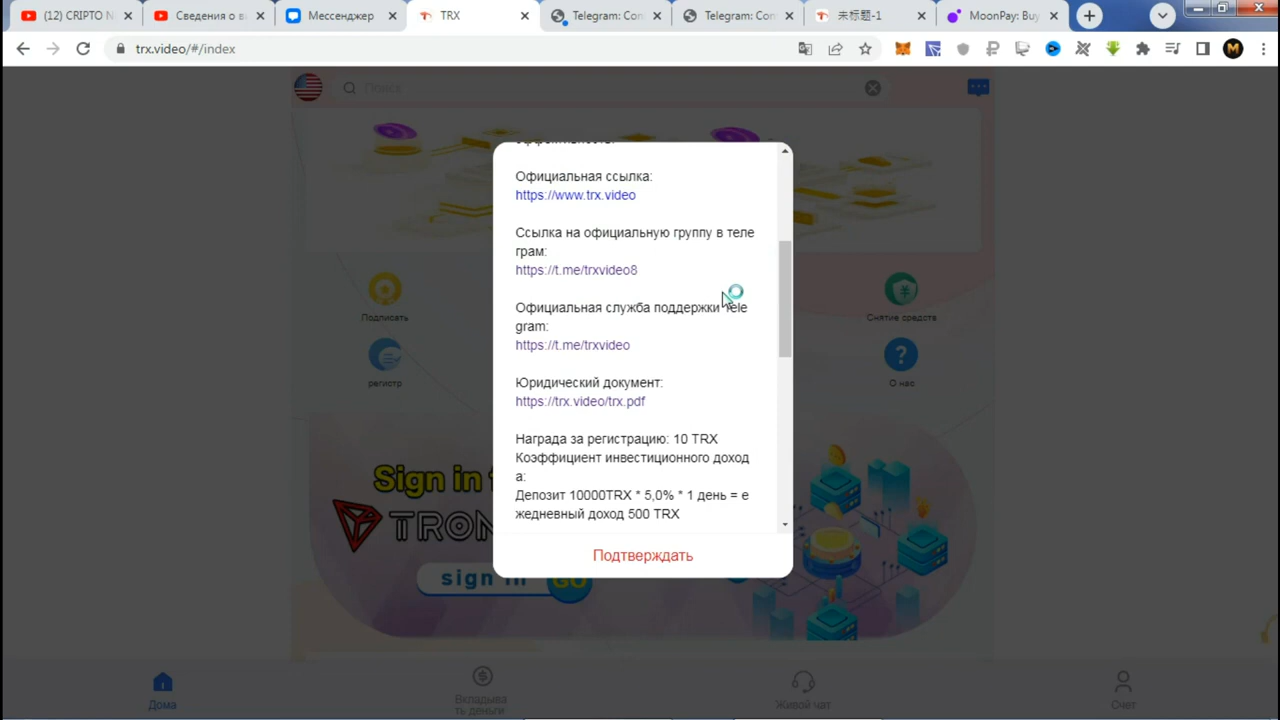 (12) CRIPTO N
Сведения о в
Мессенджер
TRX
Telegram: Con
Telegram: Con
未标题-1
MoonPay: Buy
trx.video/#/index
Поиск
Официальная ссылка:
https://www.trx.video
Ссылка на официальную группу в теле
грам:
https://t.me/trxvideo8
Официальная служба поддержки Tele
gram:
https://t.me/trxvideo
Юридический документ:
https://trx.video/trx.pdf
Награда за регистрацию: 10 TRX
Коэффициент инвестиционного доход
а:
Депозит 10000TRX * 5,0% * 1 день = е
жедневный доход 500 TRX
Подтверждать
Подписать
регистр
Снятие средств
О нас
Sign in
TRON
sign in
GO
Дома
Вкладыва
ть деньги
Живой чат
Счет